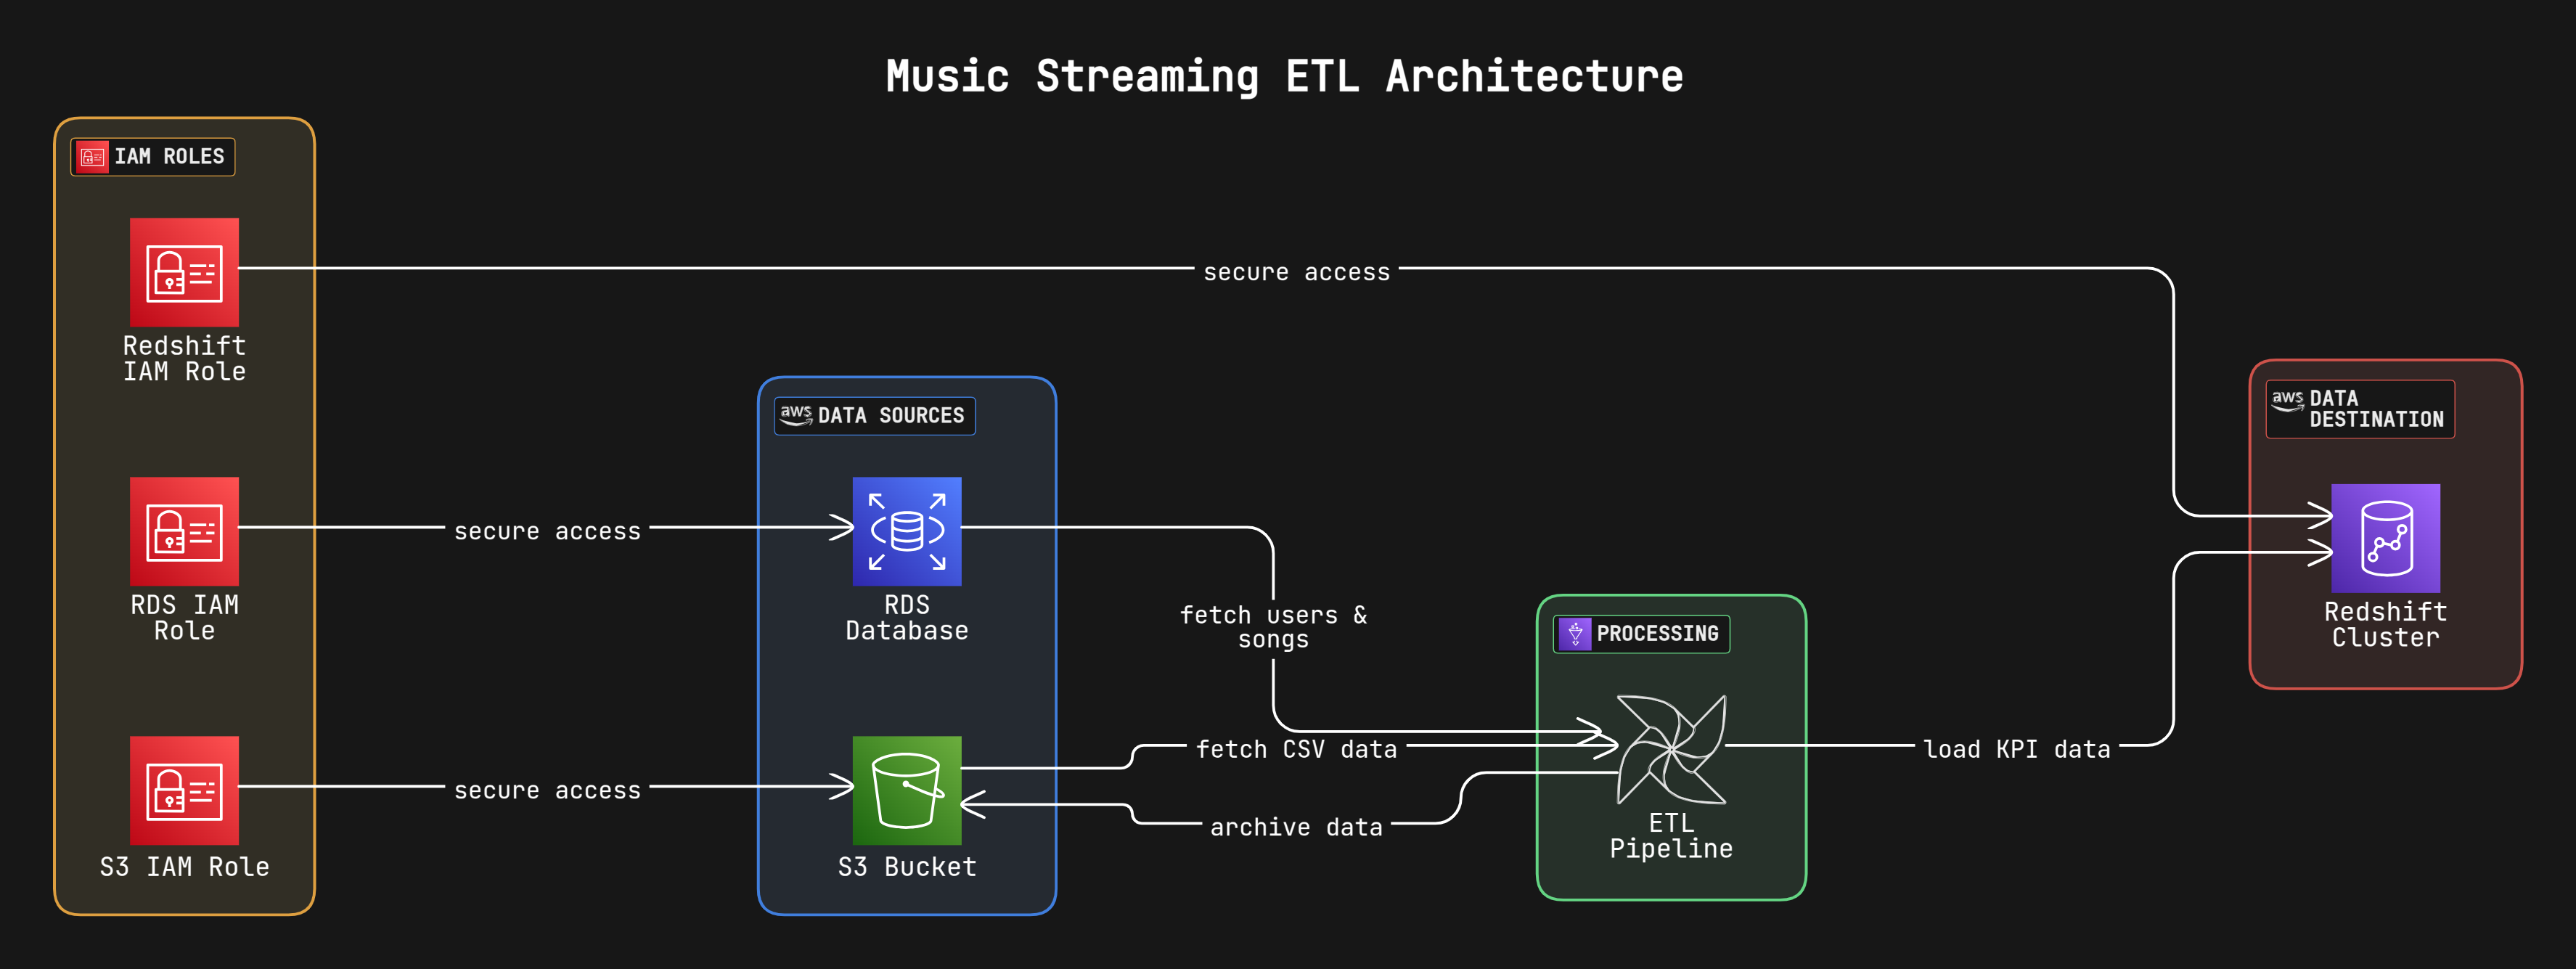 Music Streaming ETL Architecture
IAM ROLES
Redshift
IAM Role
secure access
RDS IAM
Role
secure access
S3 IAM Role
secure access
aws DATA SOURCES
RDS
Database
S3 Bucket
fetch users &
songs
fetch CSV data
archive data
PROCESSING
ETL
Pipeline
load KPI data
aws DATA
DESTINATION
Redshift
Cluster